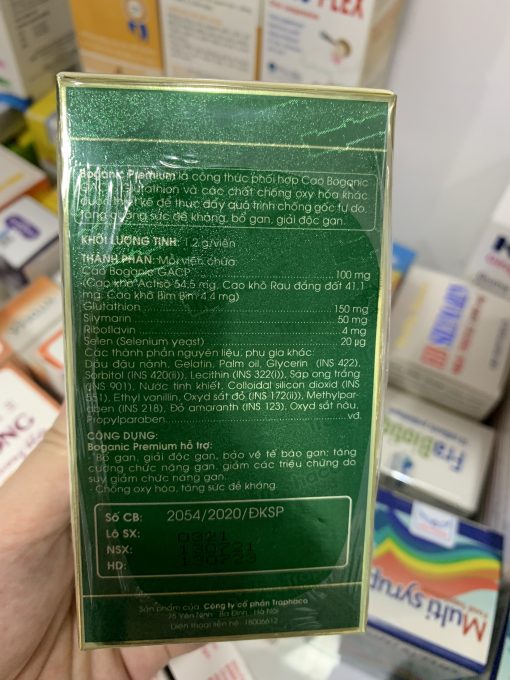 PLEX
Boganic Premium là công thức phối hợp Cao Boganic
GACP, Glutathion và các chất chống oxy hóa khác
được thiết kế để thúc đẩy quá trình chống gốc tự do,
tăng cường sức đề kháng, bổ gan, giải độc gan.
KHỐI LƯỢNG TỊNH: 1.2 g/viên
THÀNH PHẦN: Mỗi viên chứa:
Cao Boganic GACP 100 mg
(Cao khô Actiso 54.5 mg, Cao khô Rau đắng đất 41.1
mg, Cao khô Bìm Bìm 4.4 mg)
Glutathion 150 mg
Silymarin 50 mg
Riboflavin 4 mg
Selen (Selenium yeast) 20 µg
Các thành phần nguyên liệu, phụ gia khác:
Dầu đậu nành, Gelatin, Palm oil, Glycerin (INS 422),
Sorbitol (INS 420(ii)), Lecithin (INS 322(i)), Sáp ong trắng
(INS 901), Nước tinh khiết, Colloidal silicon dioxid (INS
551), Ethyl vanillin, Oxyd sắt đỏ (INS 172(ii)), Methylpar-
aben (INS 218), Đỏ amaranth (INS 123), Oxyd sắt nâu,
Propylparaben vđ.
CÔNG DỤNG:
Boganic Premium hỗ trợ:
- Bổ gan, giải độc gan, bảo vệ tế bào gan; tăng
cường chức năng gan, giảm các triệu chứng do
suy giảm chức năng gan.
- Chống oxy hóa, tăng sức đề kháng.
Số CB: 2054/2020/ĐKSP
Lô SX: 0321
NSX: 130721
HD:
Sản phẩm của Công ty cổ phần Traphaco
75 Yên Ninh - Ba Đình - Hà Nội
Điện thoại liên hệ: 18006612
FraBiotic
Multi syrup